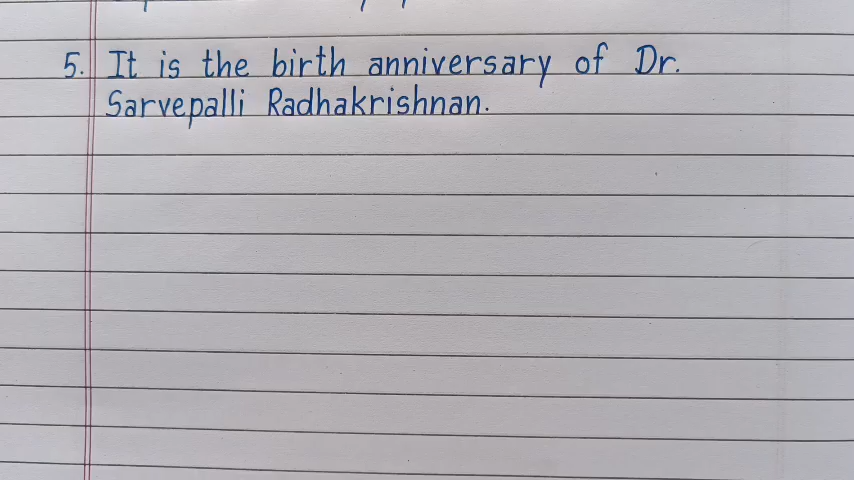 5. It is the birth anniversary of Dr.
Sarvepalli Radhakrishnan.